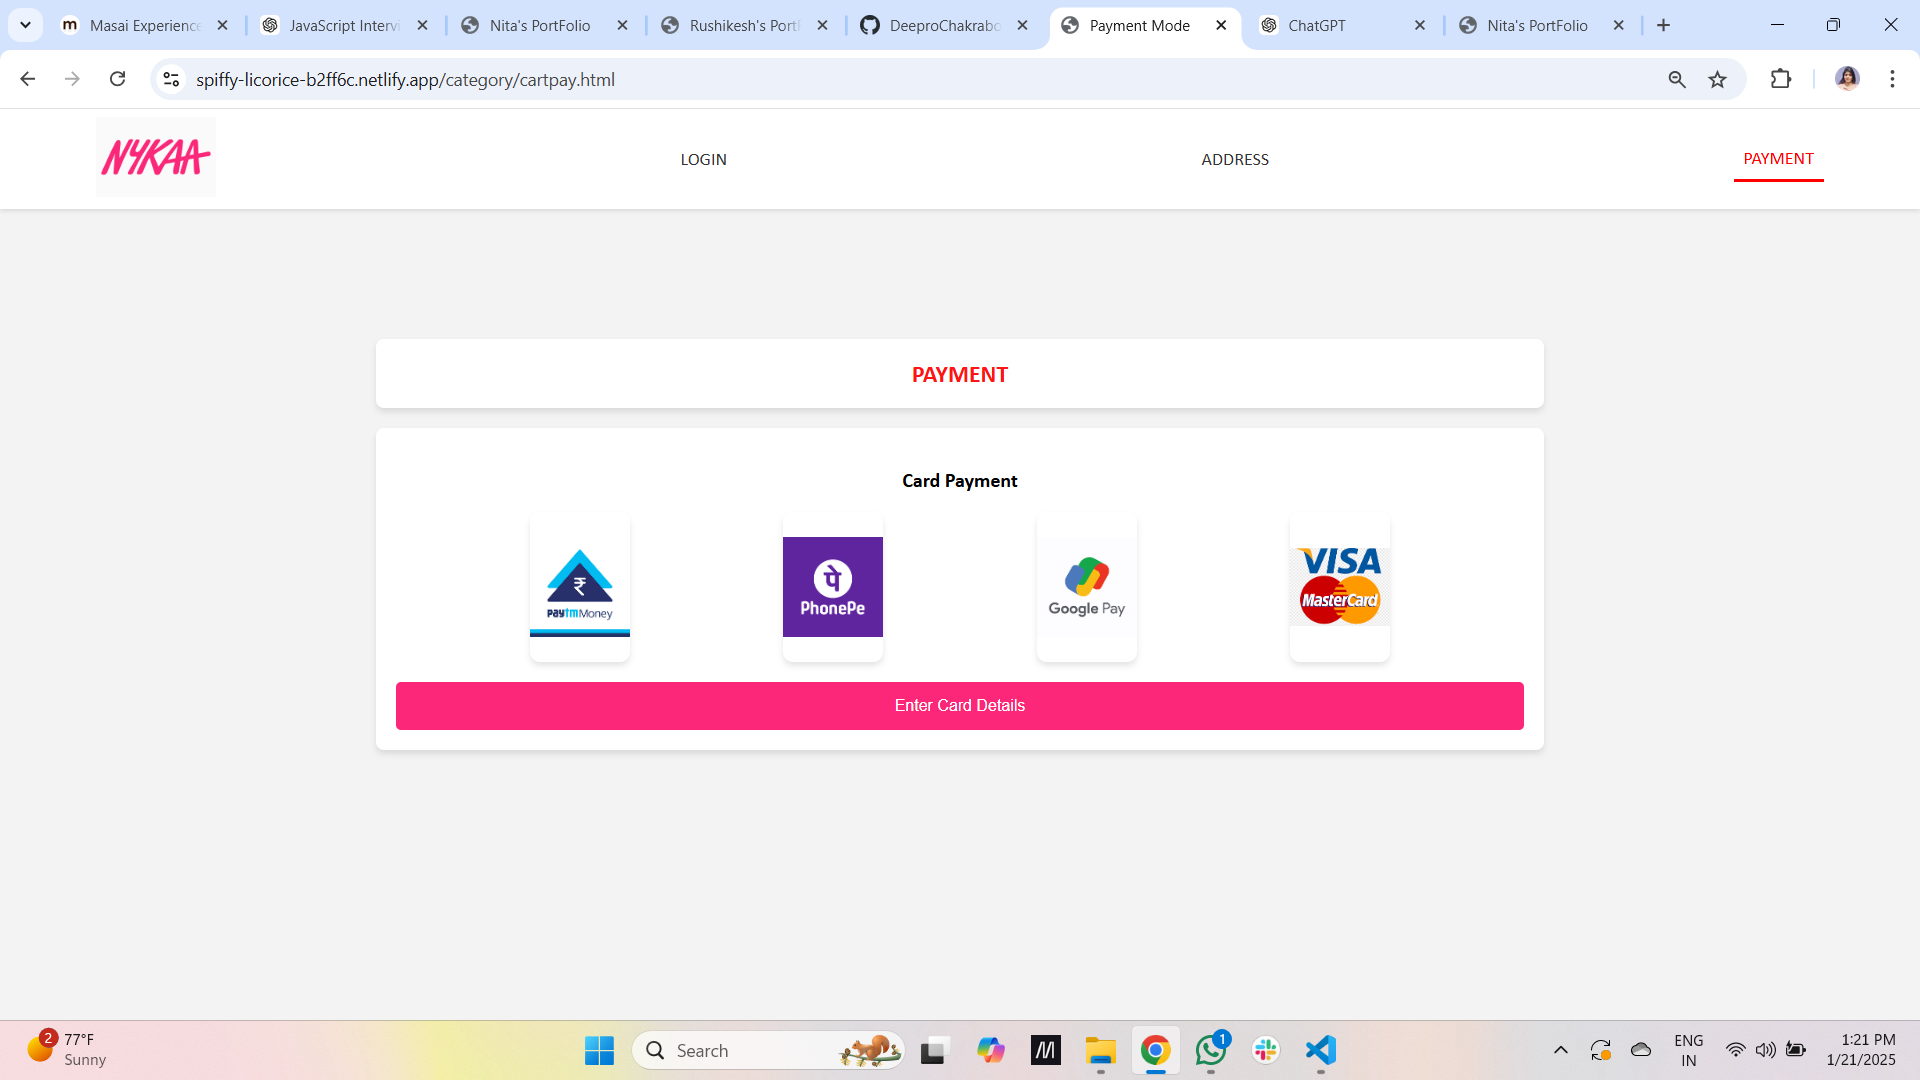 Masai Experience
JavaScript Intervi
Nita's PortFolio
Rushikesh's PortF
DeeproChakrabo
Payment Mode
ChatGPT
Nita's PortFolio
spiffy-licorice-b2ff6c.netlify.app/category/cartpay.html
NYKAA
LOGIN
ADDRESS
PAYMENT
PAYMENT
Card Payment
₹
paytm Money
पे
PhonePe
Google Pay
VISA
MasterCard
Enter Card Details
2
77°F
Sunny
Search
1
ENG
IN
1:21 PM
1/21/2025